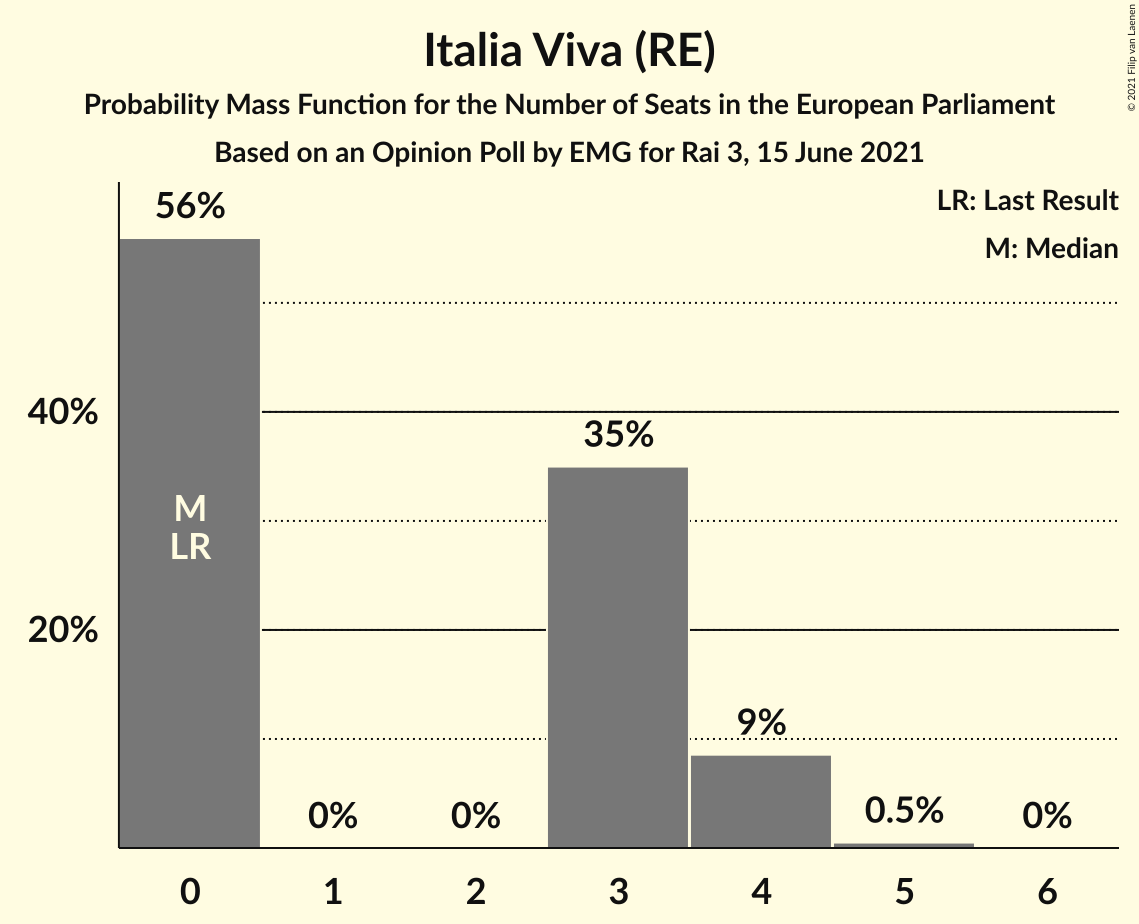 Italia Viva (RE)
Probability Mass Function for the Number of Seats in the European Parliament
Based on an Opinion Poll by EMG for Rai 3, 15 June 2021
© 2021 Filip van Laenen
LR: Last Result
M: Median
56%
40%
35%
M
LR
20%
9%
0%
0%
0.5%
0%
0
1
2
3
4
5
6